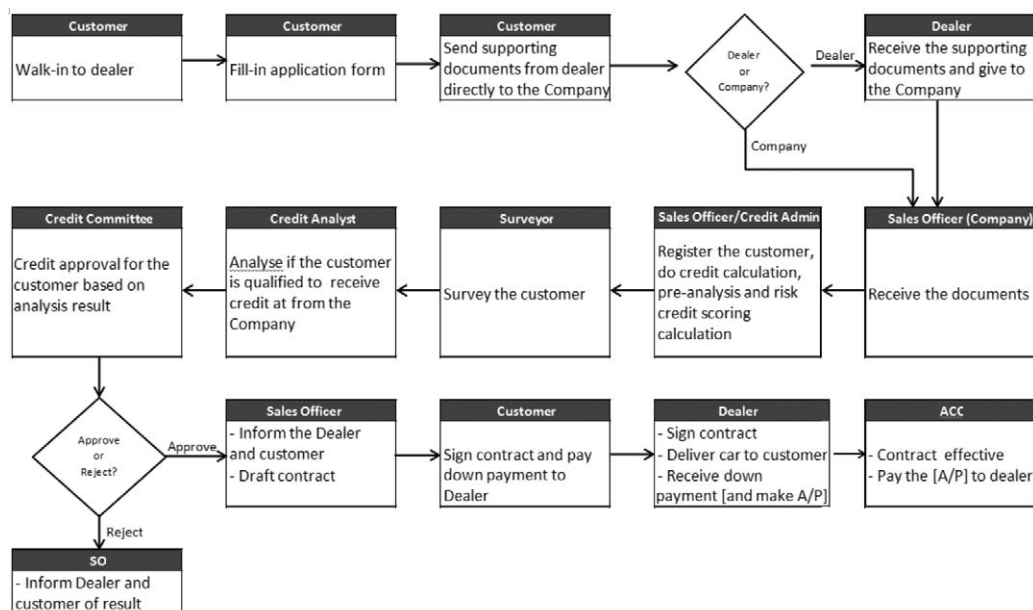 Customer
Walk-in to dealer
Customer
Fill-in application form
Customer
Send supporting
documents from dealer
directly to the Company
Dealer
or
Company?
Dealer
Dealer
Receive the supporting
documents and give to
the Company
Company
Credit Committee
Credit approval for the
customer based on
analysis result
Credit Analyst
Analyse if the customer
is qualified to receive
credit at from the
Company
Surveyor
Survey the customer
Sales Officer/Credit Admin
Register the customer,
do credit calculation,
pre-analysis and risk
credit scoring
calculation
Sales Officer (Company)
Receive the documents
Approve
or
Reject?
Approve
Reject
Sales Officer
- Inform the Dealer
and customer
- Draft contract
Customer
Sign contract and pay
down payment to
Dealer
Dealer
- Sign contract
- Deliver car to customer
- Receive down
payment [and make A/P]
ACC
- Contract effective
- Pay the [A/P] to dealer
SO
- Inform Dealer and
customer of result